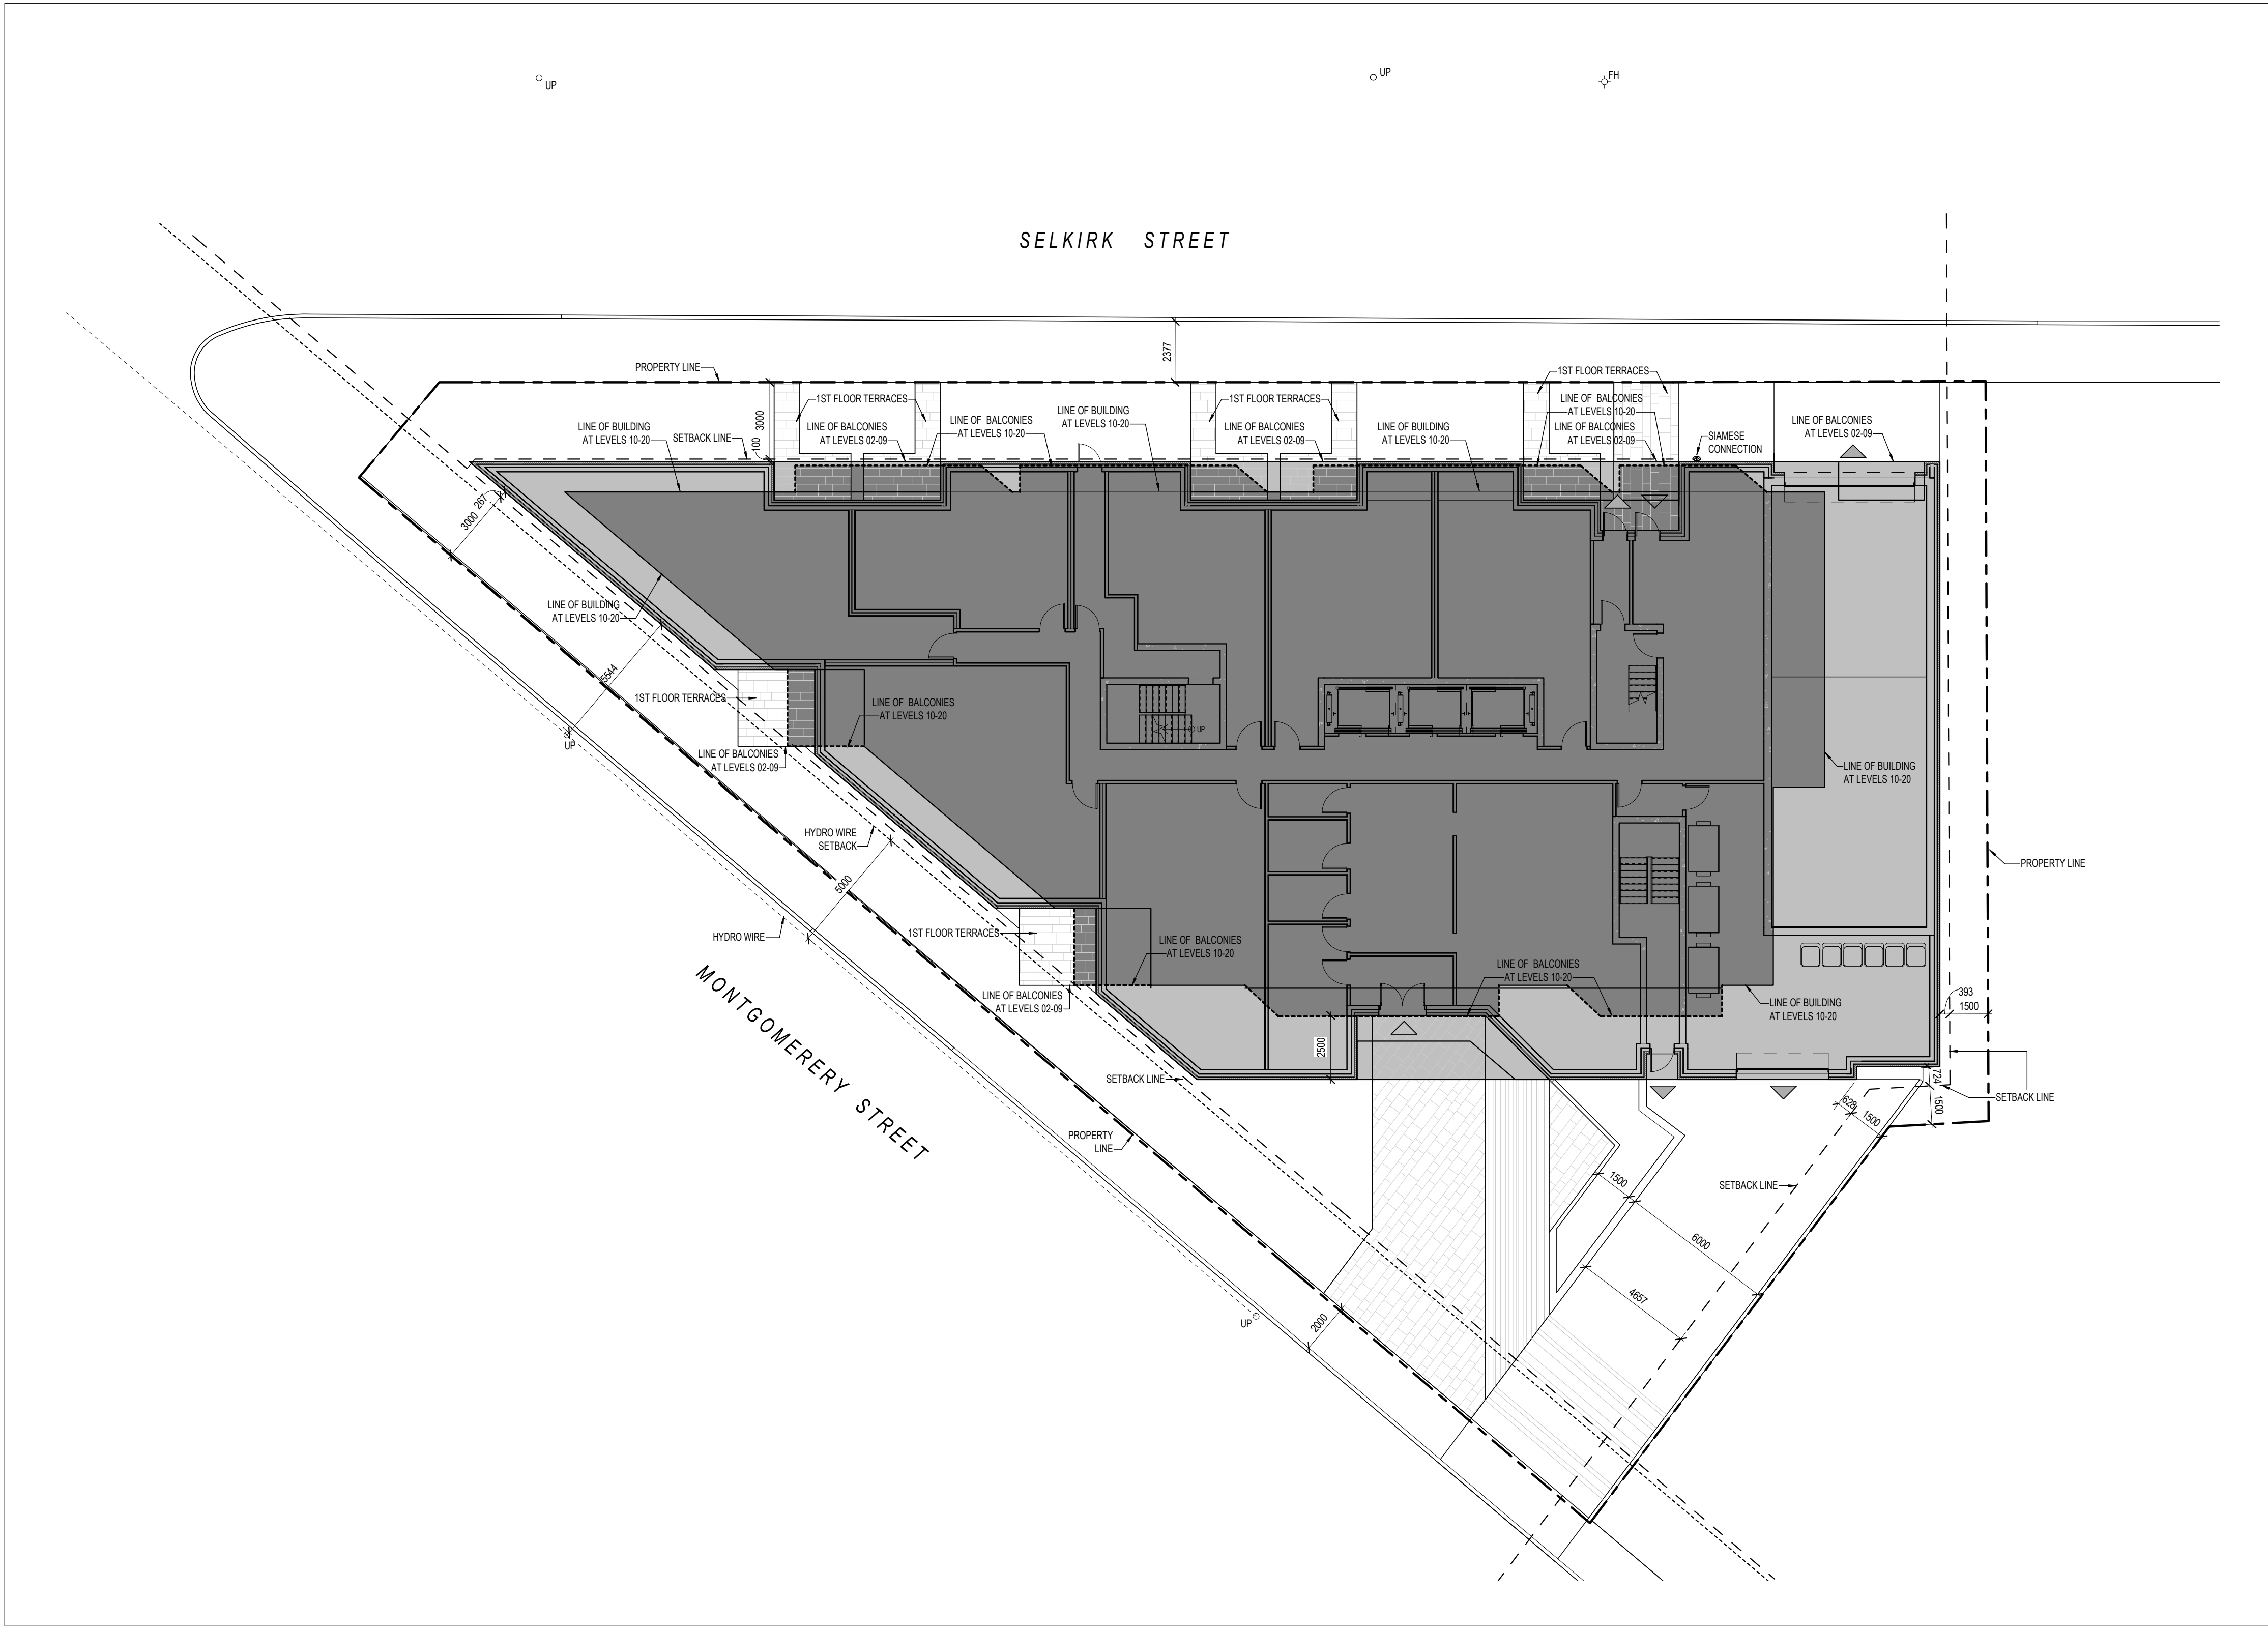 UP
UP
FH
SELKIRK STREET
2377
PROPERTY LINE
1ST FLOOR TERRACES
1ST FLOOR TERRACES
1ST FLOOR TERRACES
3000
100
LINE OF BUILDING
AT LEVELS 10-20
SETBACK LINE
LINE OF BALCONIES
AT LEVELS 02-09
LINE OF BALCONIES
AT LEVELS 10-20
LINE OF BUILDING
AT LEVELS 10-20
LINE OF BALCONIES
AT LEVELS 02-09
LINE OF BUILDING
AT LEVELS 10-20
LINE OF BALCONIES
AT LEVELS 10-20
LINE OF BALCONIES
AT LEVELS 02-09
SIAMESE
CONNECTION
LINE OF BALCONIES
AT LEVELS 02-09
267
3000
LINE OF BUILDING
AT LEVELS 10-20
5544
1ST FLOOR TERRACES
LINE OF BALCONIES
AT LEVELS 10-20
UP
UP
LINE OF BALCONIES
AT LEVELS 02-09
LINE OF BUILDING
AT LEVELS 10-20
HYDRO WIRE
SETBACK
PROPERTY LINE
5000
HYDRO WIRE
1ST FLOOR TERRACES
LINE OF BALCONIES
AT LEVELS 10-20
LINE OF BALCONIES
AT LEVELS 10-20
MONTGOMERERY STREET
LINE OF BALCONIES
AT LEVELS 02-09
LINE OF BUILDING
AT LEVELS 10-20
393
1500
2500
SETBACK LINE
724
1500
SETBACK LINE
628
1500
PROPERTY
LINE
1500
SETBACK LINE
6000
4657
UP
2000